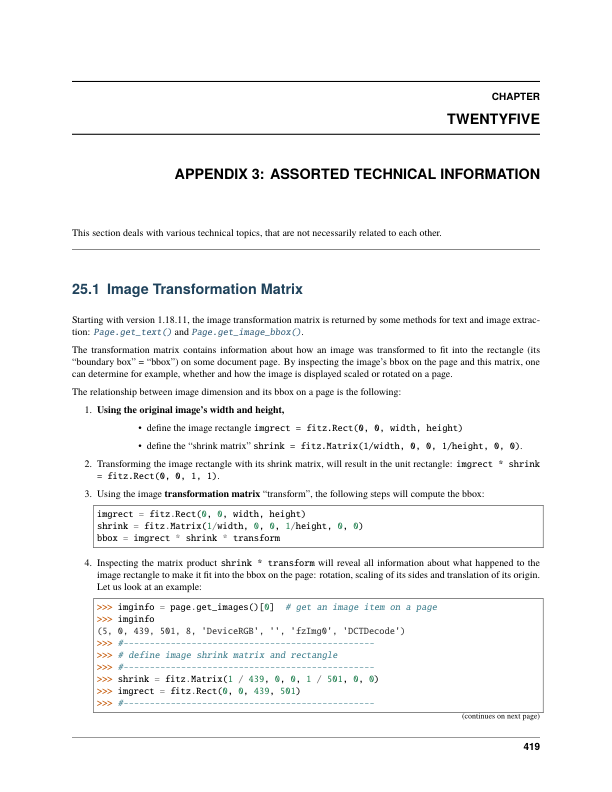 CHAPTER
TWENTYFIVE
APPENDIX 3: ASSORTED TECHNICAL INFORMATION
This section deals with various technical topics, that are not necessarily related to each other.
25.1 Image Transformation Matrix
Starting with version 1.18.11, the image transformation matrix is returned by some methods for text and image extrac-
tion: Page.get_text() and Page.get_image_bbox().
The transformation matrix contains information about how an image was transformed to fit into the rectangle (its
“boundary box” = “bbox”) on some document page. By inspecting the image’s bbox on the page and this matrix, one
can determine for example, whether and how the image is displayed scaled or rotated on a page.
The relationship between image dimension and its bbox on a page is the following:
1. Using the original image’s width and height,
• define the image rectangle imgrect = fitz.Rect(0, 0, width, height)
• define the “shrink matrix” shrink = fitz.Matrix(1/width, 0, 0, 1/height, 0, 0).
2. Transforming the image rectangle with its shrink matrix, will result in the unit rectangle: imgrect * shrink
= fitz.Rect(0, 0, 1, 1).
3. Using the image transformation matrix “transform”, the following steps will compute the bbox:
imgrect = fitz.Rect(0, 0, width, height)
shrink = fitz.Matrix(1/width, 0, 0, 1/height, 0, 0)
bbox = imgrect * shrink * transform
4. Inspecting the matrix product shrink * transform will reveal all information about what happened to the
image rectangle to make it fit into the bbox on the page: rotation, scaling of its sides and translation of its origin.
Let us look at an example:
>>> imginfo = page.get_images()[0]  # get an image item on a page
>>> imginfo
(5, 0, 439, 501, 8, 'DeviceRGB', '', 'fzImg0', 'DCTDecode')
>>> #------------------------------------------------
>>> # define image shrink matrix and rectangle
>>> #------------------------------------------------
>>> shrink = fitz.Matrix(1 / 439, 0, 0, 1 / 501, 0, 0)
>>> imgrect = fitz.Rect(0, 0, 439, 501)
>>> #------------------------------------------------
(continues on next page)
419